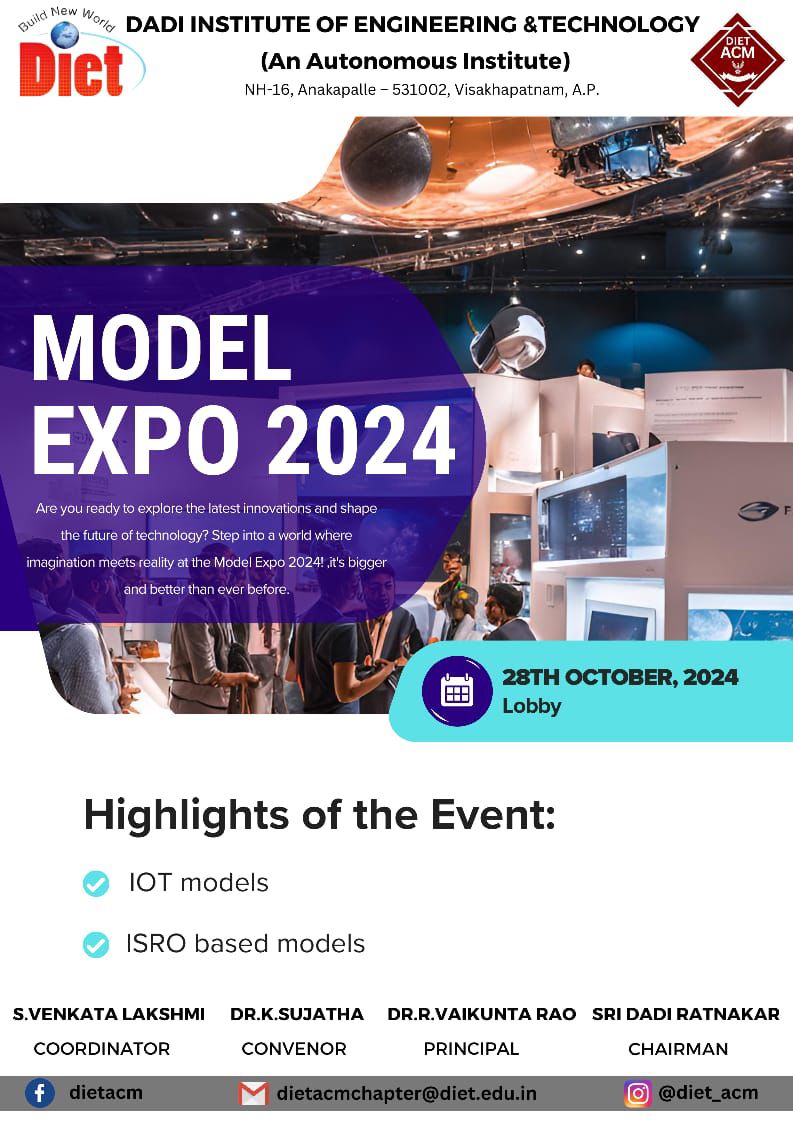 Build New World
Diet
DADI INSTITUTE OF ENGINEERING &TECHNOLOGY
(An Autonomous Institute)
NH-16, Anakapalle – 531002, Visakhapatnam, A.P.
DIET
ACM
MODEL
EXPO 2024
Are you ready to explore the latest innovations and shape
the future of technology? Step into a world where
imagination meets reality at the Model Expo 2024! ,it's bigger
and better than ever before.
F
28TH OCTOBER, 2024
Lobby
Highlights of the Event:
IOT models
ISRO based models
S.VENKATA LAKSHMI DR.K.SUJATHA DR.R.VAIKUNTA RAO SRI DADI RATNAKAR
COORDINATOR CONVENOR PRINCIPAL CHAIRMAN
dietacm dietacmchapter@diet.edu.in @diet_acm